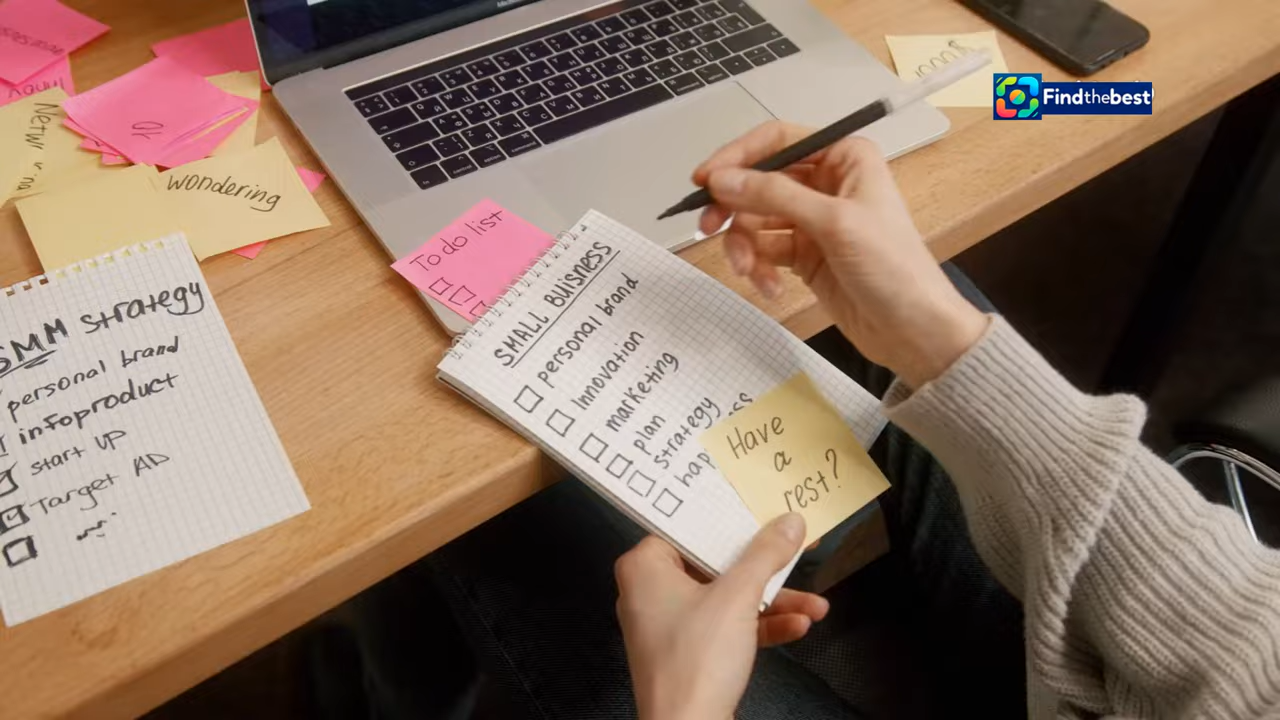 wondering
To do list
SMM strategy
personal brand
infoproduct
start UP
Target AD
SMALL BUISNESS
personal brand
Innovation
marketing
plan
strategy
Have
a
rest?
Findthebest